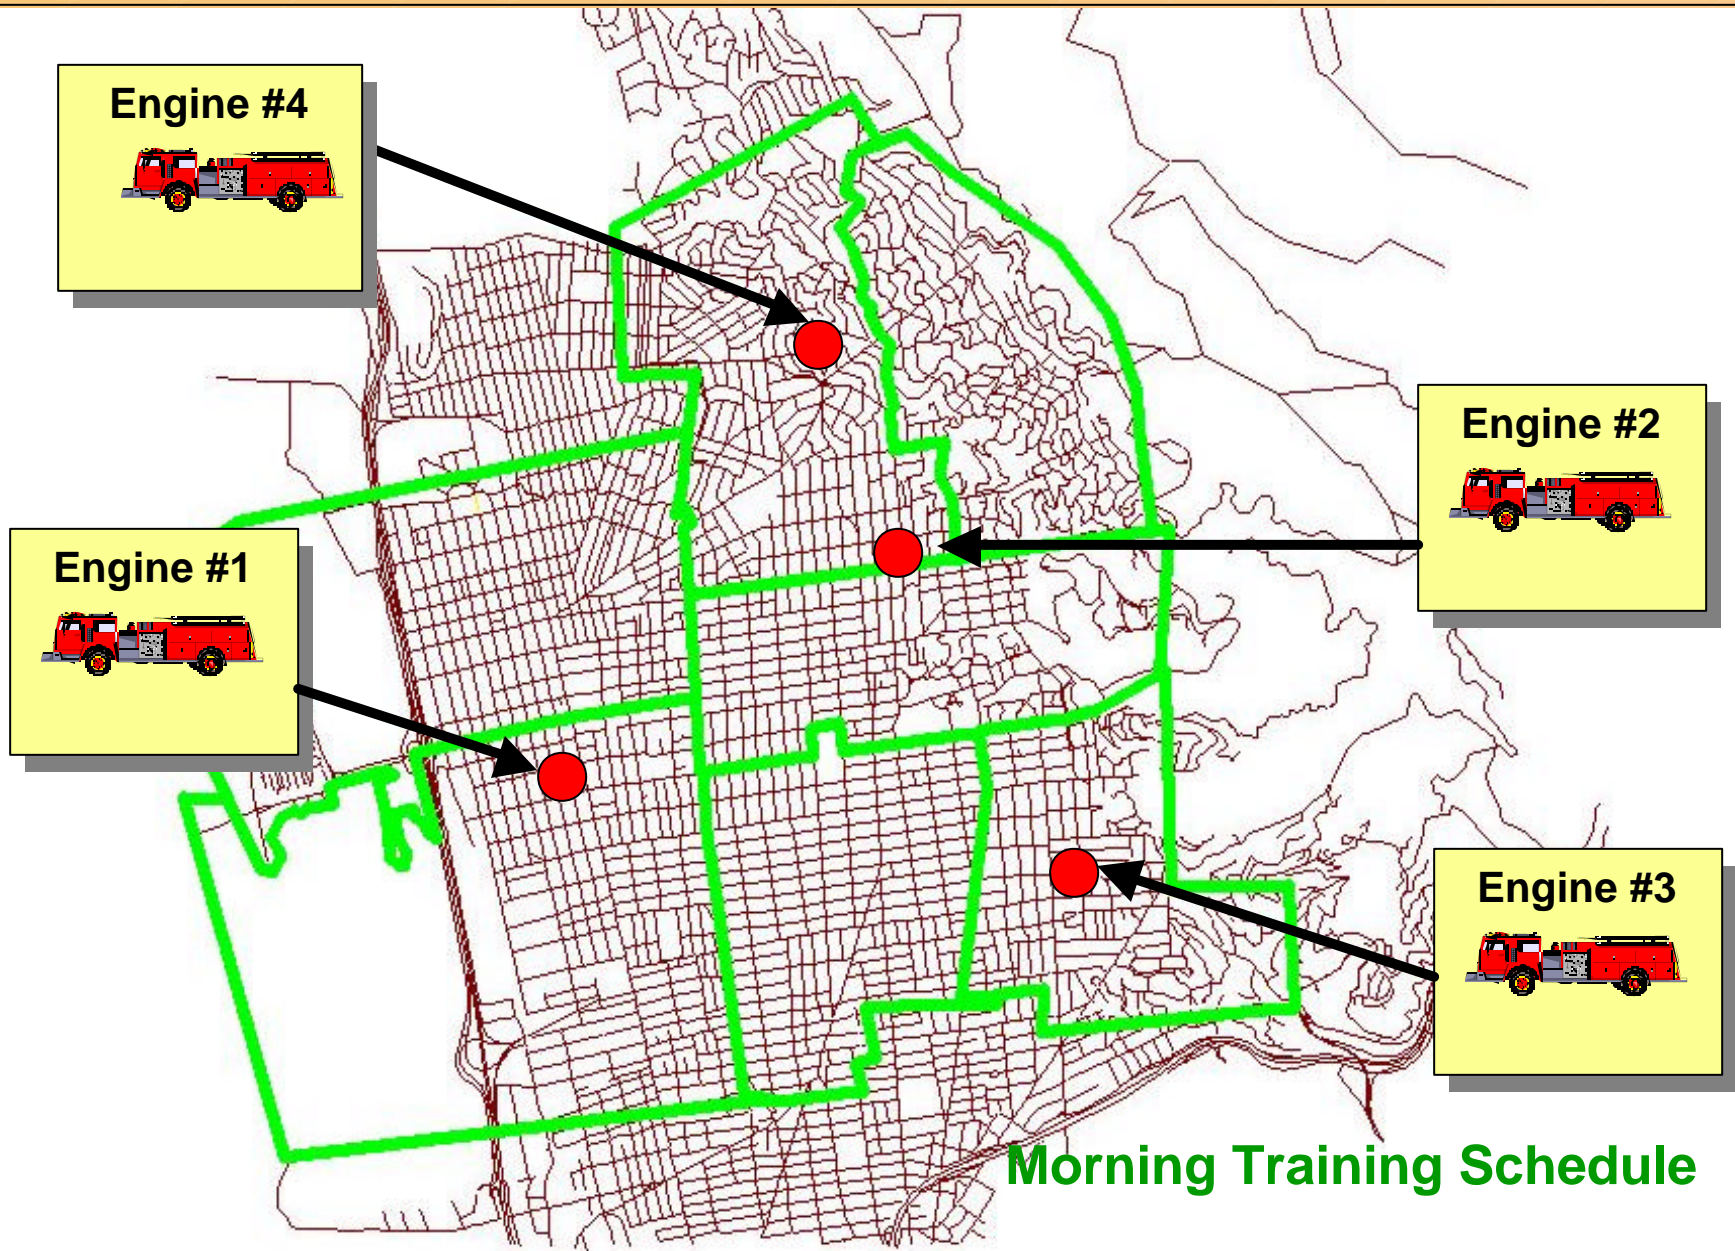 Engine #4
Engine #2
Engine #1
Engine #3
Morning Training Schedule